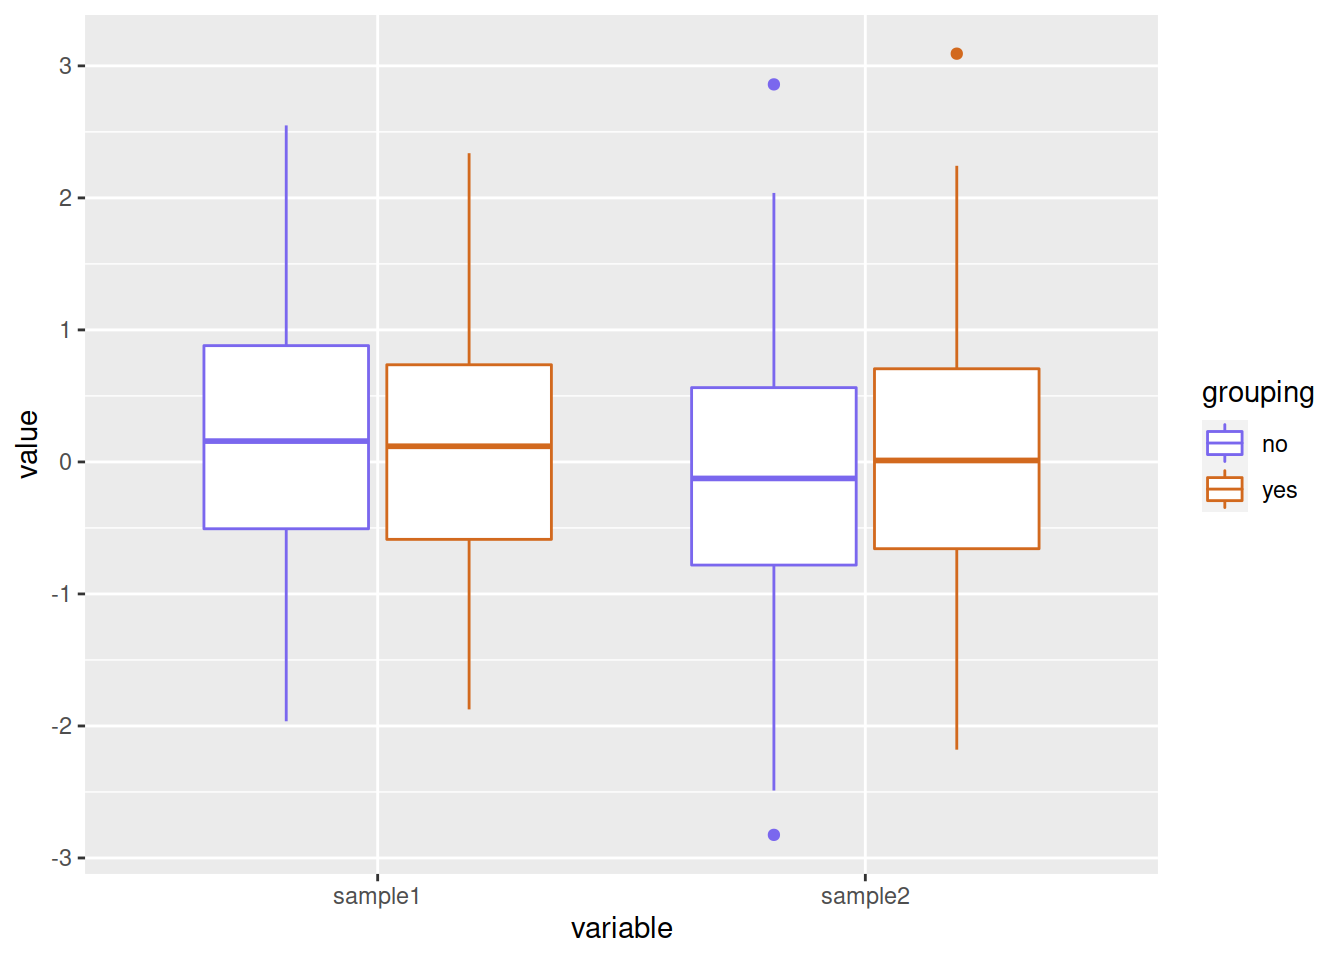 value
3
2
1
0
-1
-2
-3
sample1
sample2
variable
grouping
no
yes